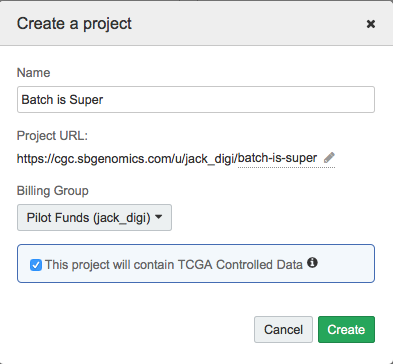 Create a project
Name
Batch is Super
Project URL:
https://cgc.sbgenomics.com/u/jack_digi/batch-is-super
Billing Group
Pilot Funds (jack_digi)
This project will contain TCGA Controlled Data
Cancel Create